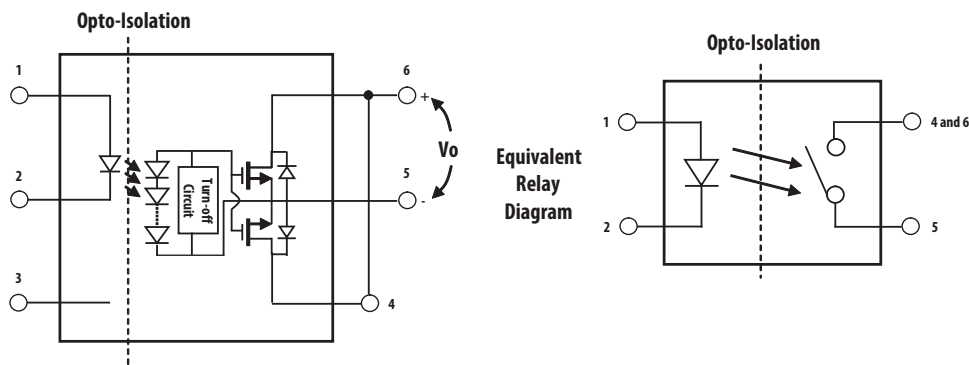 Opto-Isolation
1
2
3
Turn-off
Circuit
6
+
Vo
5
-
4
Equivalent
Relay
Diagram
Opto-Isolation
1
2
4 and 6
5